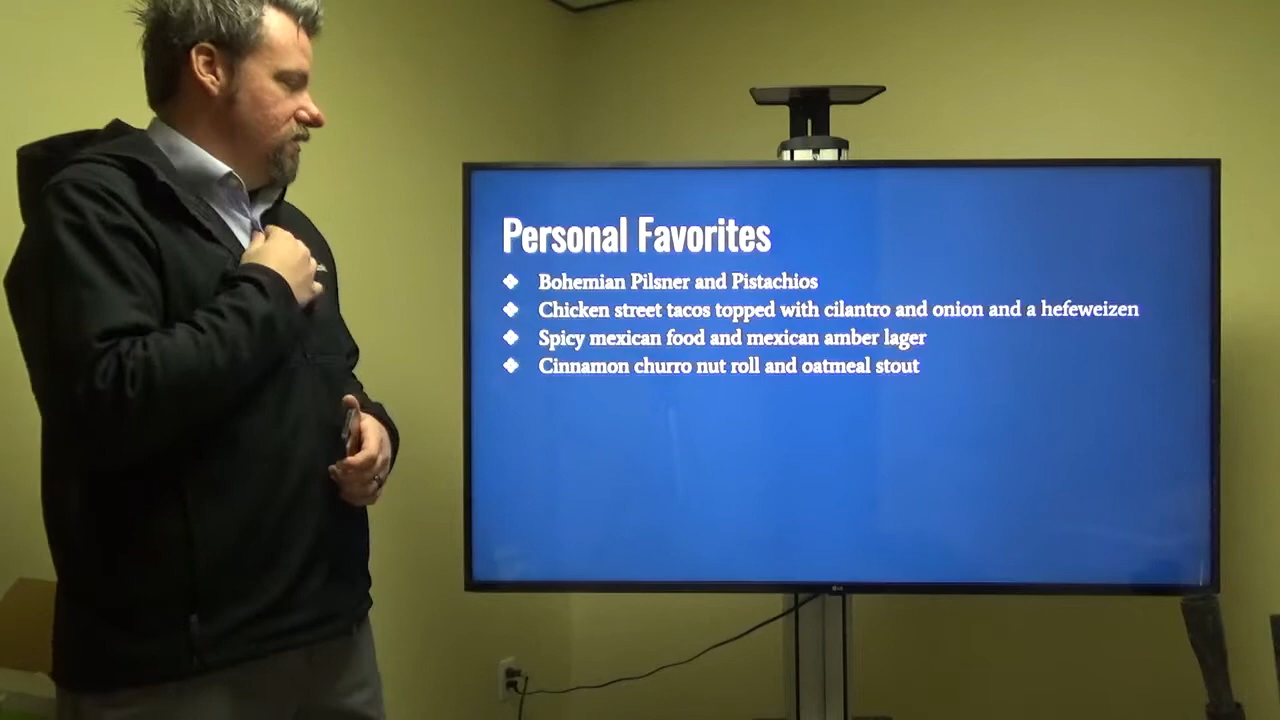 Personal Favorites
❖ Bohemian Pilsner and Pistachios
❖ Chicken street tacos topped with cilantro and onion and a hefeweizen
❖ Spicy mexican food and mexican amber lager
❖ Cinnamon churro nut roll and oatmeal stout